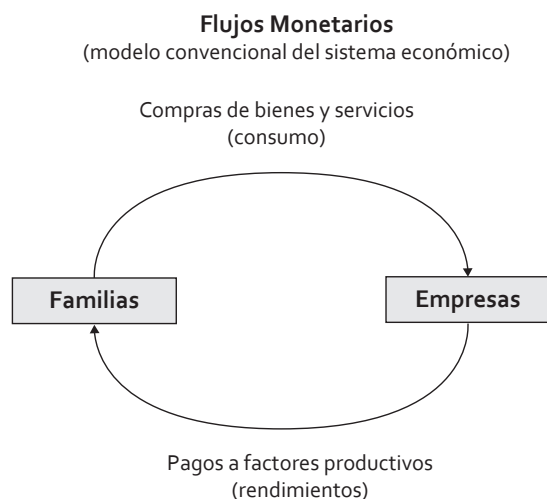 Flujos Monetarios
(modelo convencional del sistema económico)
Compras de bienes y servicios
(consumo)
Familias
Empresas
Pagos a factores productivos
(rendimientos)